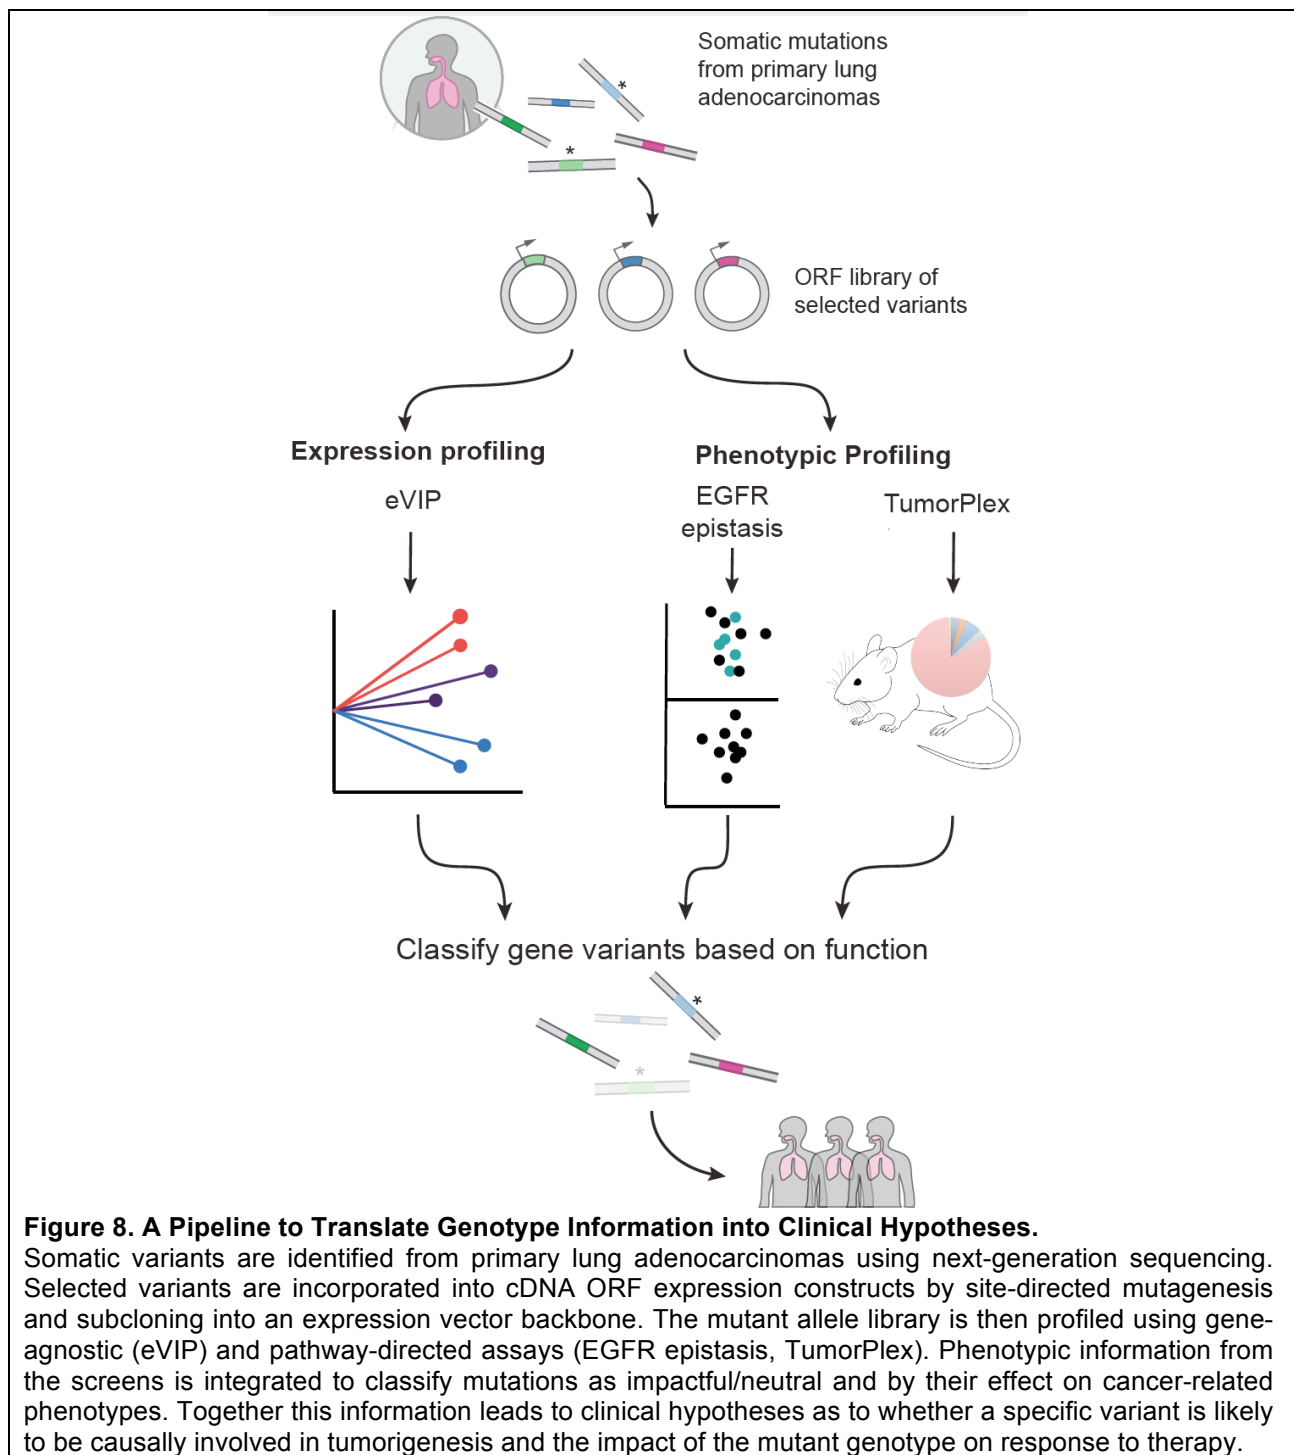 Somatic mutations
from primary lung
adenocarcinomas
*
*
ORF library of
selected variants
Expression profiling
Phenotypic Profiling
eVIP
EGFR
epistasis
TumorPlex
Classify gene variants based on function
*
*
Figure 8. A Pipeline to Translate Genotype Information into Clinical Hypotheses.
Somatic variants are identified from primary lung adenocarcinomas using next-generation sequencing.
Selected variants are incorporated into cDNA ORF expression constructs by site-directed mutagenesis
and subcloning into an expression vector backbone. The mutant allele library is then profiled using gene-
agnostic (eVIP) and pathway-directed assays (EGFR epistasis, TumorPlex). Phenotypic information from
the screens is integrated to classify mutations as impactful/neutral and by their effect on cancer-related
phenotypes. Together this information leads to clinical hypotheses as to whether a specific variant is likely
to be causally involved in tumorigenesis and the impact of the mutant genotype on response to therapy.